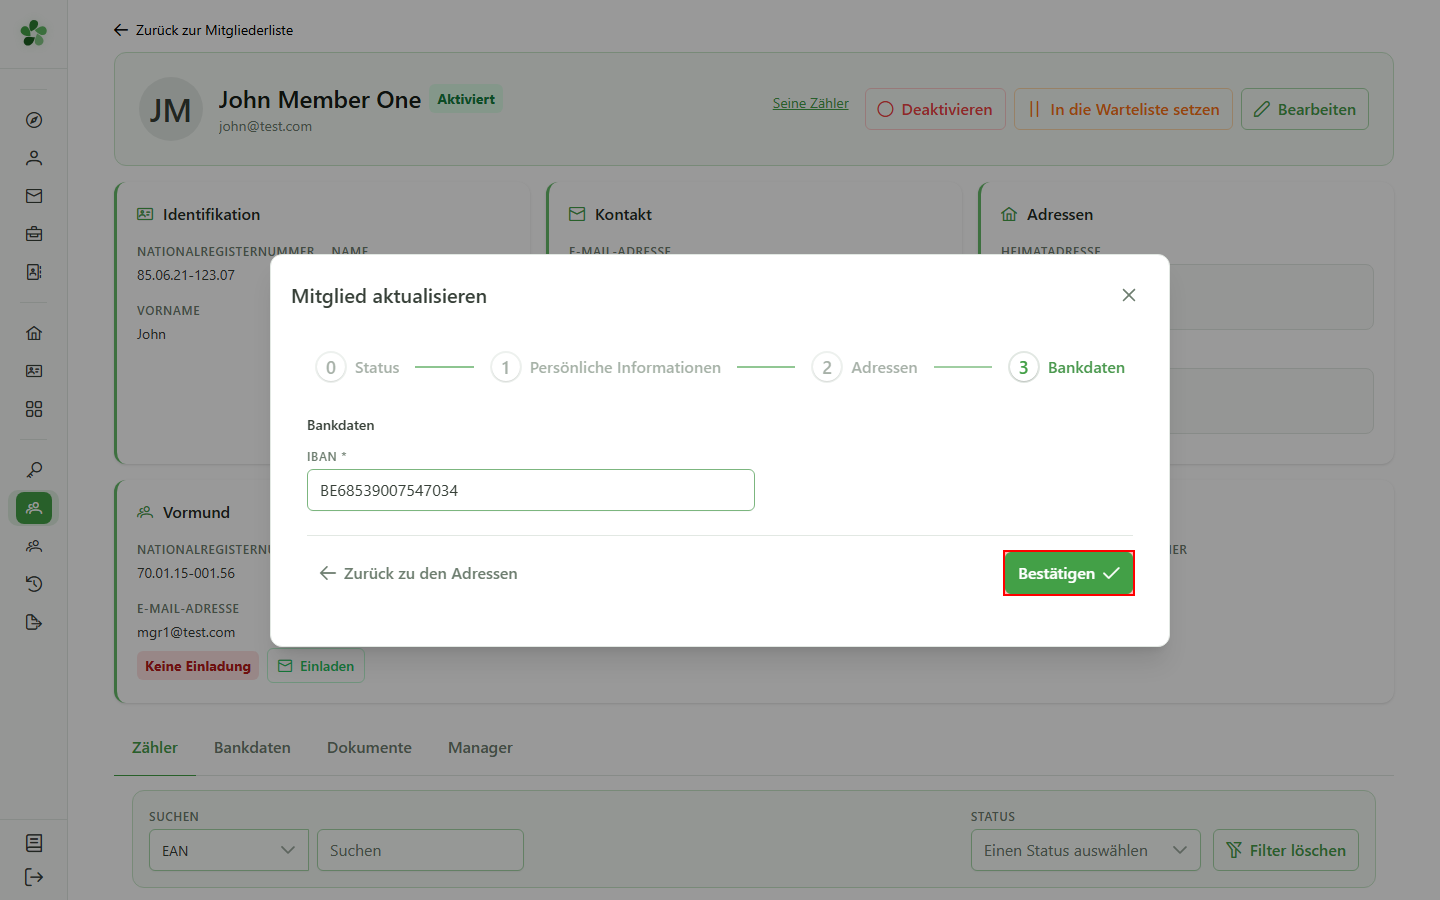 Zurück zur Mitgliederliste
JM
John Member One
Aktiviert
john@test.com
Seine Zähler
Deaktivieren
In die Warteliste setzen
Bearbeiten
Identifikation
NATIONALREGISTERNUMMER
NAME
85.06.21-123.07
VORNAME
John
Kontakt
E-MAIL-ADRESSE
Adressen
HEIMATADRESSE
Mitglied aktualisieren
0 Status
1 Persönliche Informationen
2 Adressen
3 Bankdaten
Bankdaten
IBAN *
BE68539007547034
Zurück zu den Adressen
Bestätigen
Vormund
NATIONALREGISTERNU
70.01.15-001.56
E-MAIL-ADRESSE
mgr1@test.com
Keine Einladung
Einladen
Zähler
Bankdaten
Dokumente
Manager
SUCHEN
EAN
Suchen
STATUS
Einen Status auswählen
Filter löschen